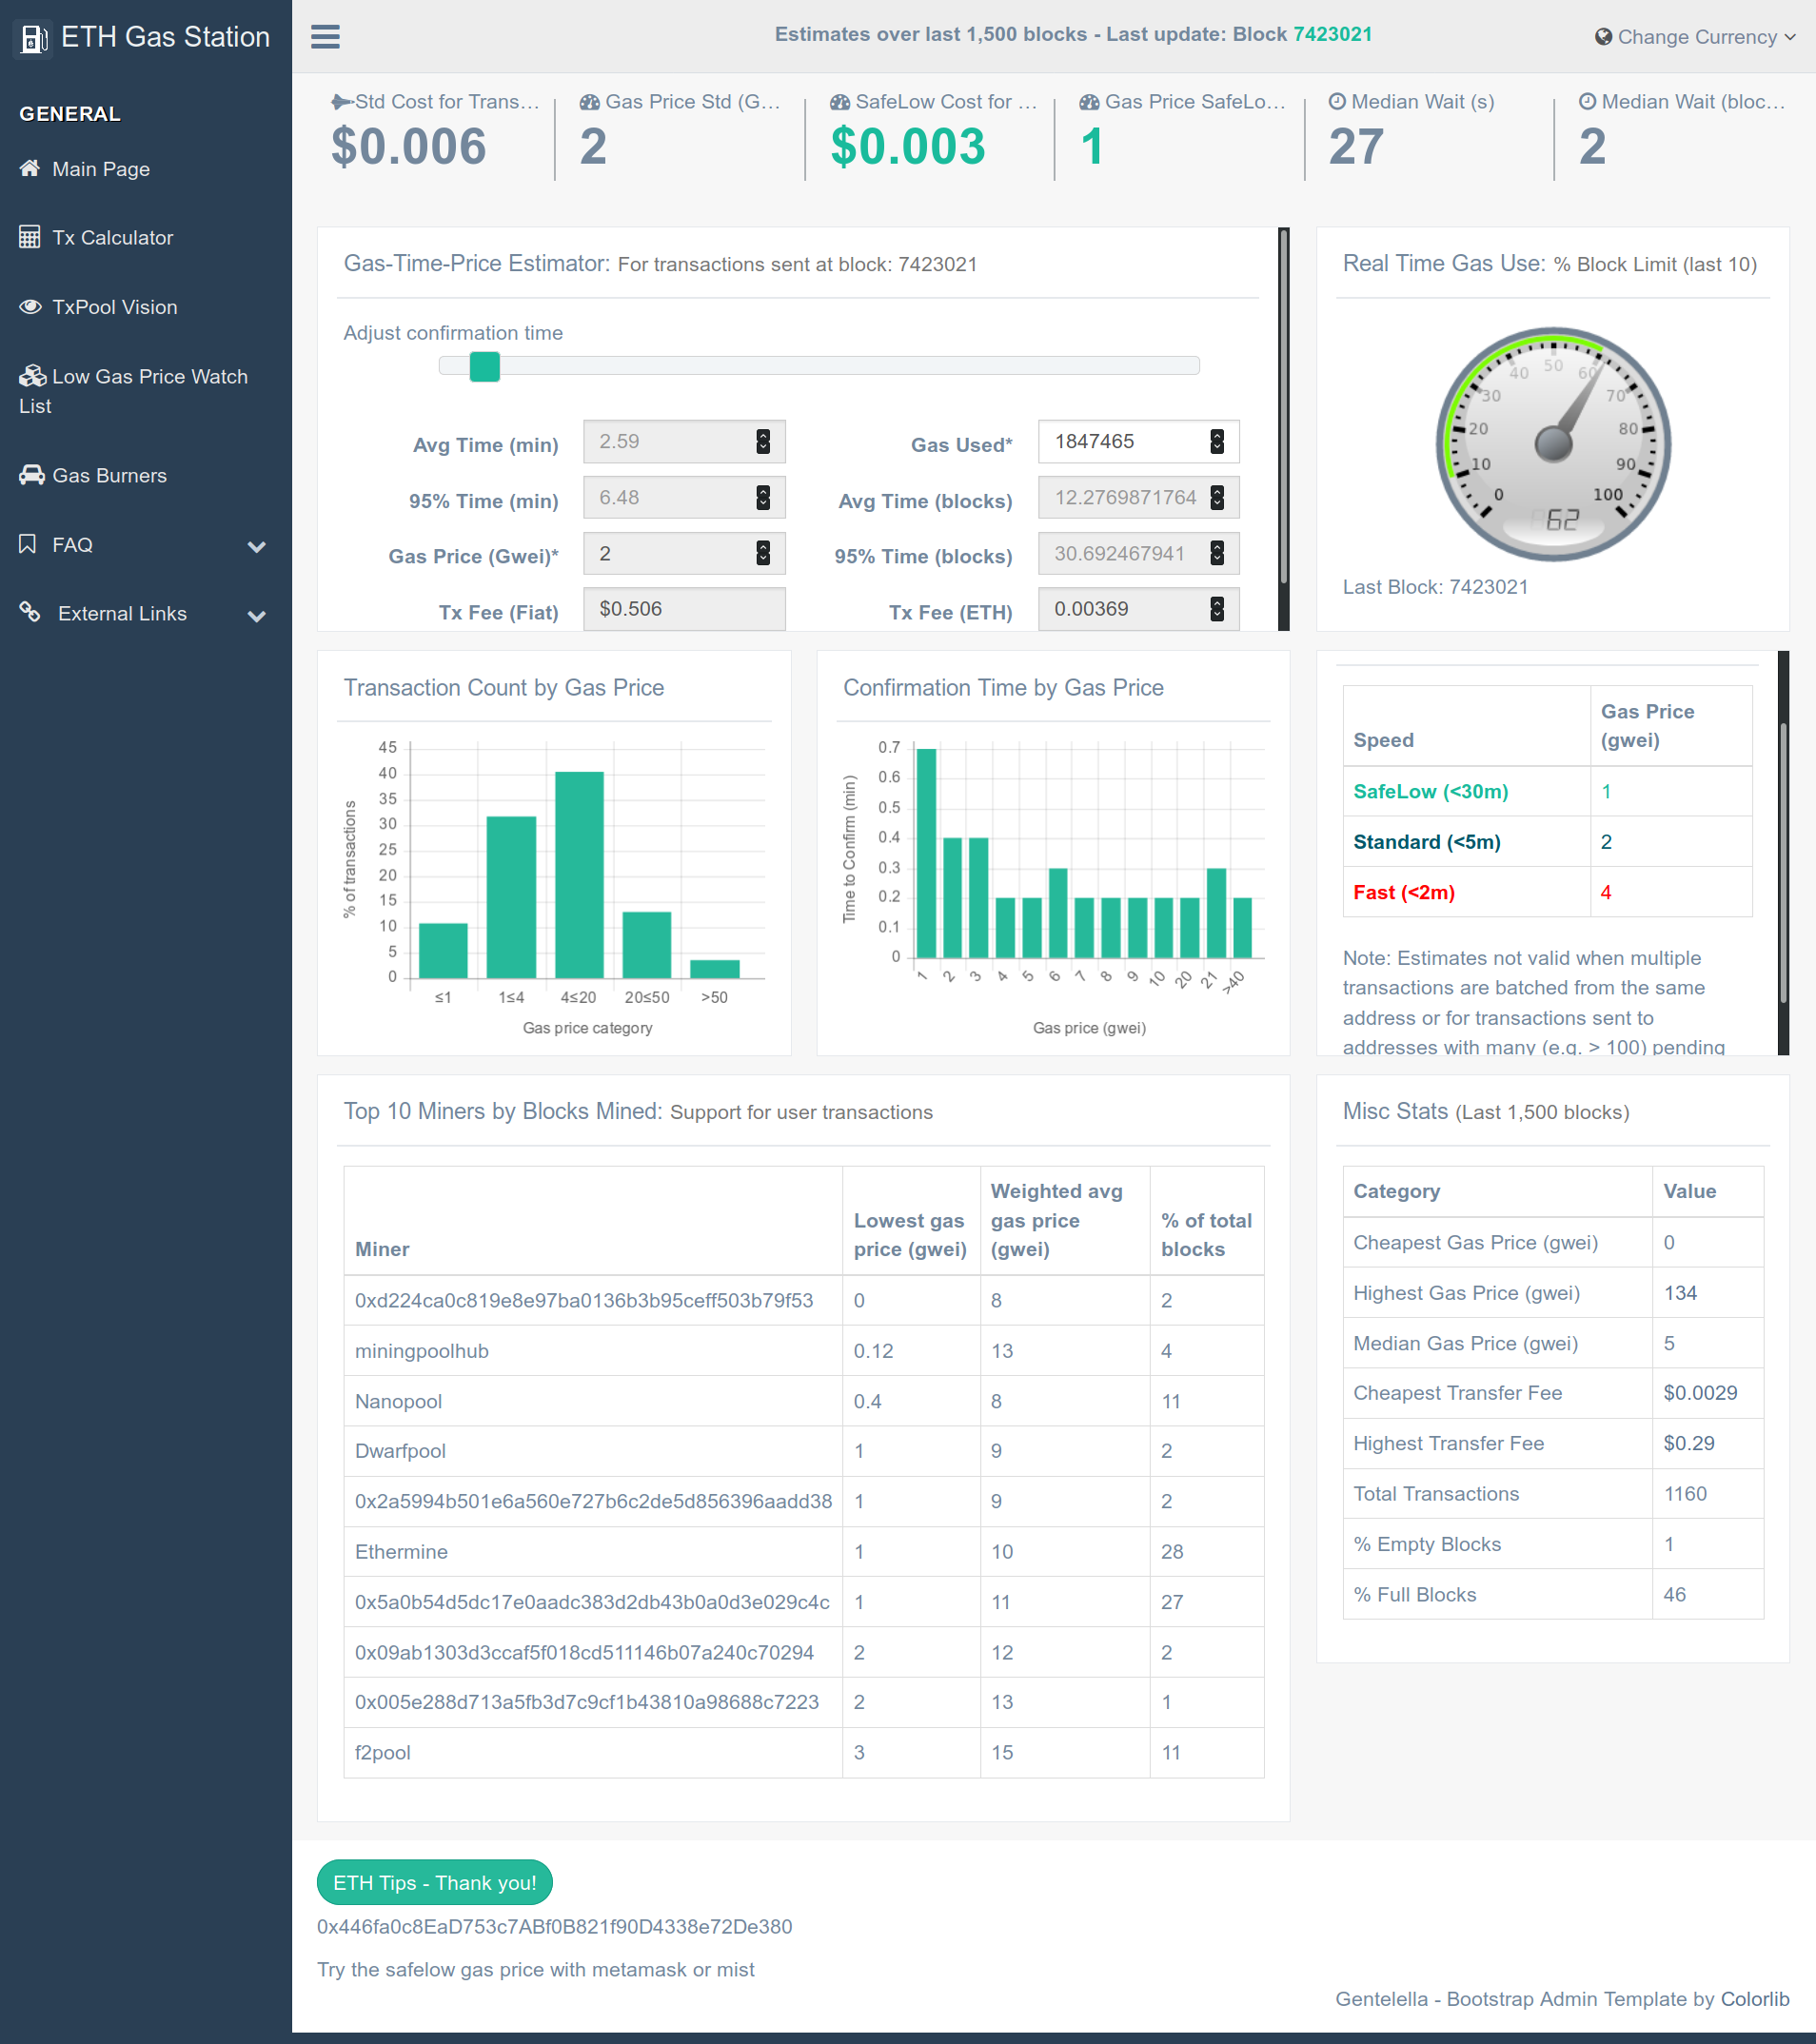 ETH Gas Station
GENERAL
Main Page
Tx Calculator
TxPool Vision
Low Gas Price Watch
List
Gas Burners
FAQ
External Links
Estimates over last 1,500 blocks - Last update: Block 7423021
Change Currency
Std Cost for Trans...
$0.006
Gas Price Std (G...
2
SafeLow Cost for ...
$0.003
Gas Price SafeLo...
1
Median Wait (s)
27
Median Wait (bloc...
2
Gas-Time-Price Estimator: For transactions sent at block: 7423021
Adjust confirmation time
Avg Time (min) 2.59 Gas Used* 1847465
95% Time (min) 6.48 Avg Time (blocks) 12.2769871764
Gas Price (Gwei)* 2 95% Time (blocks) 30.692467941
Tx Fee (Fiat) $0.506 Tx Fee (ETH) 0.00369
Real Time Gas Use: % Block Limit (last 10)
0 10 20 30 40 50 60 70 80 90 100
62
Last Block: 7423021
Transaction Count by Gas Price
% of transactions
45
40
35
30
25
20
15
10
5
0
≤1 1≤4 4≤20 20≤50 >50
Gas price category
Confirmation Time by Gas Price
Time to Confirm (min)
0.7
0.6
0.5
0.4
0.3
0.2
0.1
0
1 2 3 4 5 6 7 8 9 10 20 21 >40
Gas price (gwei)
Speed Gas Price (gwei)
SafeLow (<30m) 1
Standard (<5m) 2
Fast (<2m) 4
Note: Estimates not valid when multiple
transactions are batched from the same
address or for transactions sent to
addresses with many (e.g. > 100) pending
Top 10 Miners by Blocks Mined: Support for user transactions
Miner Lowest gas price (gwei) Weighted avg gas price (gwei) % of total blocks
0xd224ca0c819e8e97ba0136b3b95ceff503b79f53 0 8 2
miningpoolhub 0.12 13 4
Nanopool 0.4 8 11
Dwarfpool 1 9 2
0x2a5994b501e6a560e727b6c2de5d856396aadd38 1 9 2
Ethermine 1 10 28
0x5a0b54d5dc17e0aadc383d2db43b0a0d3e029c4c 1 11 27
0x09ab1303d3ccaf5f018cd511146b07a240c70294 2 12 2
0x005e288d713a5fb3d7c9cf1b43810a98688c7223 2 13 1
f2pool 3 15 11
Misc Stats (Last 1,500 blocks)
Category Value
Cheapest Gas Price (gwei) 0
Highest Gas Price (gwei) 134
Median Gas Price (gwei) 5
Cheapest Transfer Fee $0.0029
Highest Transfer Fee $0.29
Total Transactions 1160
% Empty Blocks 1
% Full Blocks 46
ETH Tips - Thank you!
0x446fa0c8EaD753c7ABf0B821f90D4338e72De380
Try the safelow gas price with metamask or mist
Gentelella - Bootstrap Admin Template by Colorlib